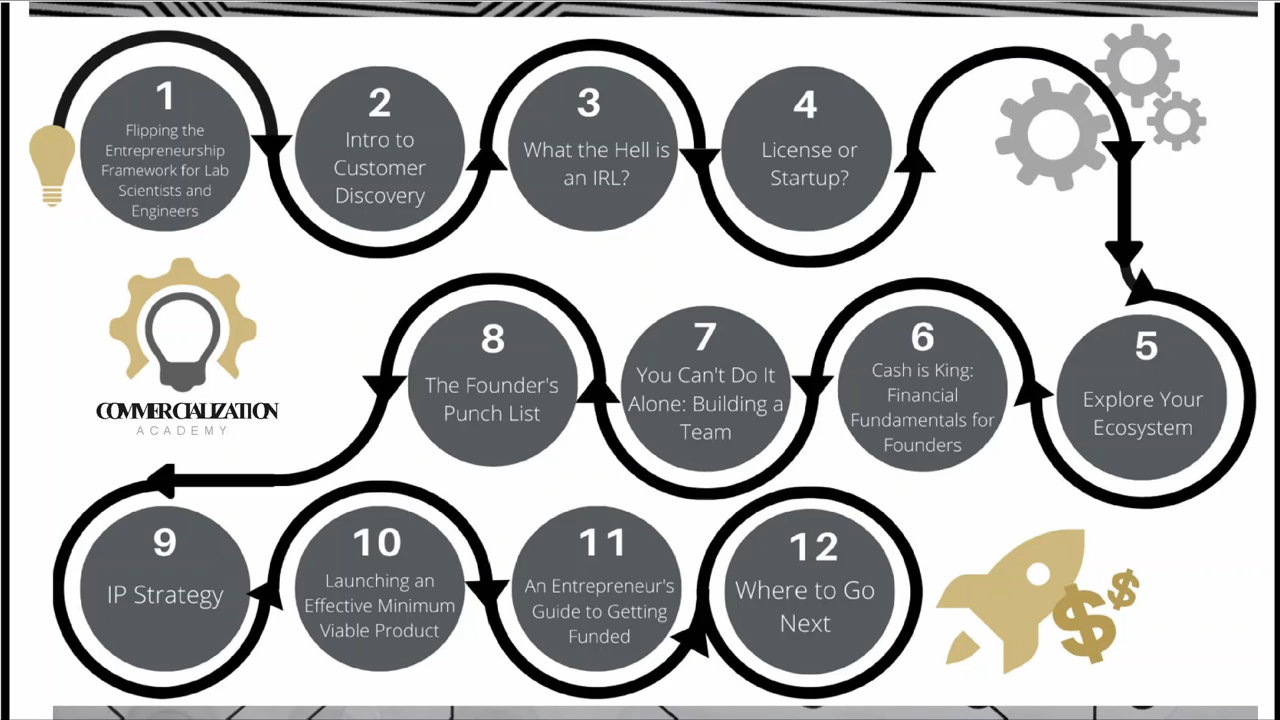 1
Flipping the
Entrepreneurship
Framework for Lab
Scientists and
Engineers
2
Intro to
Customer
Discovery
3
What the Hell is
an IRL?
4
License or
Startup?
5
Explore Your
Ecosystem
6
Cash is King:
Financial
Fundamentals for
Founders
7
You Can't Do It
Alone: Building a
Team
8
The Founder's
Punch List
COMMERCIALIZATION
ACADEMY
9
IP Strategy
10
Launching an
Effective Minimum
Viable Product
11
An Entrepreneur's
Guide to Getting
Funded
12
Where to Go
Next
$
$